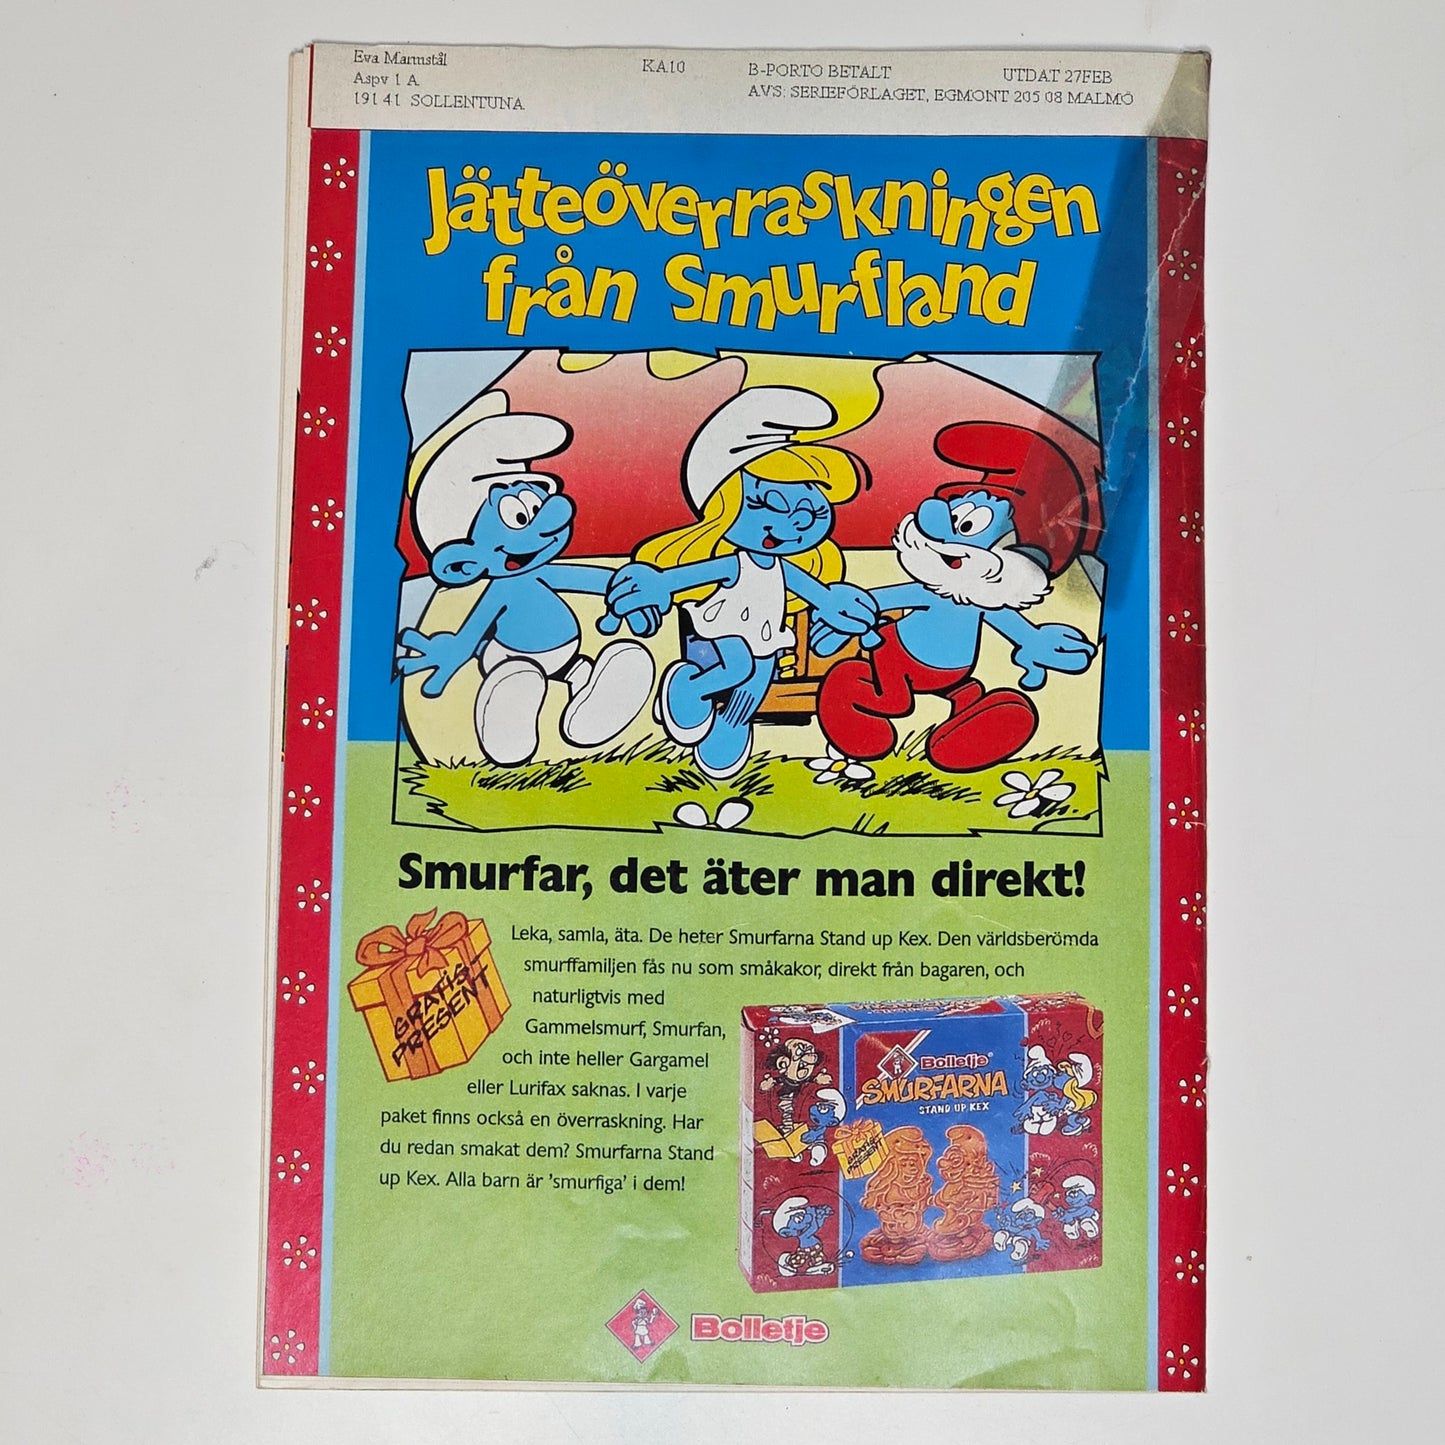 Eva Marmstål
Aspv 1 A
191 41 SOLLENTUNA
KA10
B-PORTO BETALT
UTDAT 27FEB
AVS: SERIEFÖRLAGET, EGMONT 205 08 MALMÖ
Jätteöverraskningen
från Smurfland
Smurfar, det äter man direkt!
GRATIS
PRESENT
Leka, samla, äta. De heter Smurfarna Stand up Kex. Den världsberömda
smurffamiljen fås nu som småkakor, direkt från bagaren, och
naturligtvis med
Gammelsmurf, Smurfan,
och inte heller Gargamel
eller Lurifax saknas. I varje
paket finns också en överraskning. Har
du redan smakat dem? Smurfarna Stand
up Kex. Alla barn är 'smurfiga' i dem!
Bolletje
SMURFARNA
STAND UP KEX
GRATIS
PRESENT
Bolletje